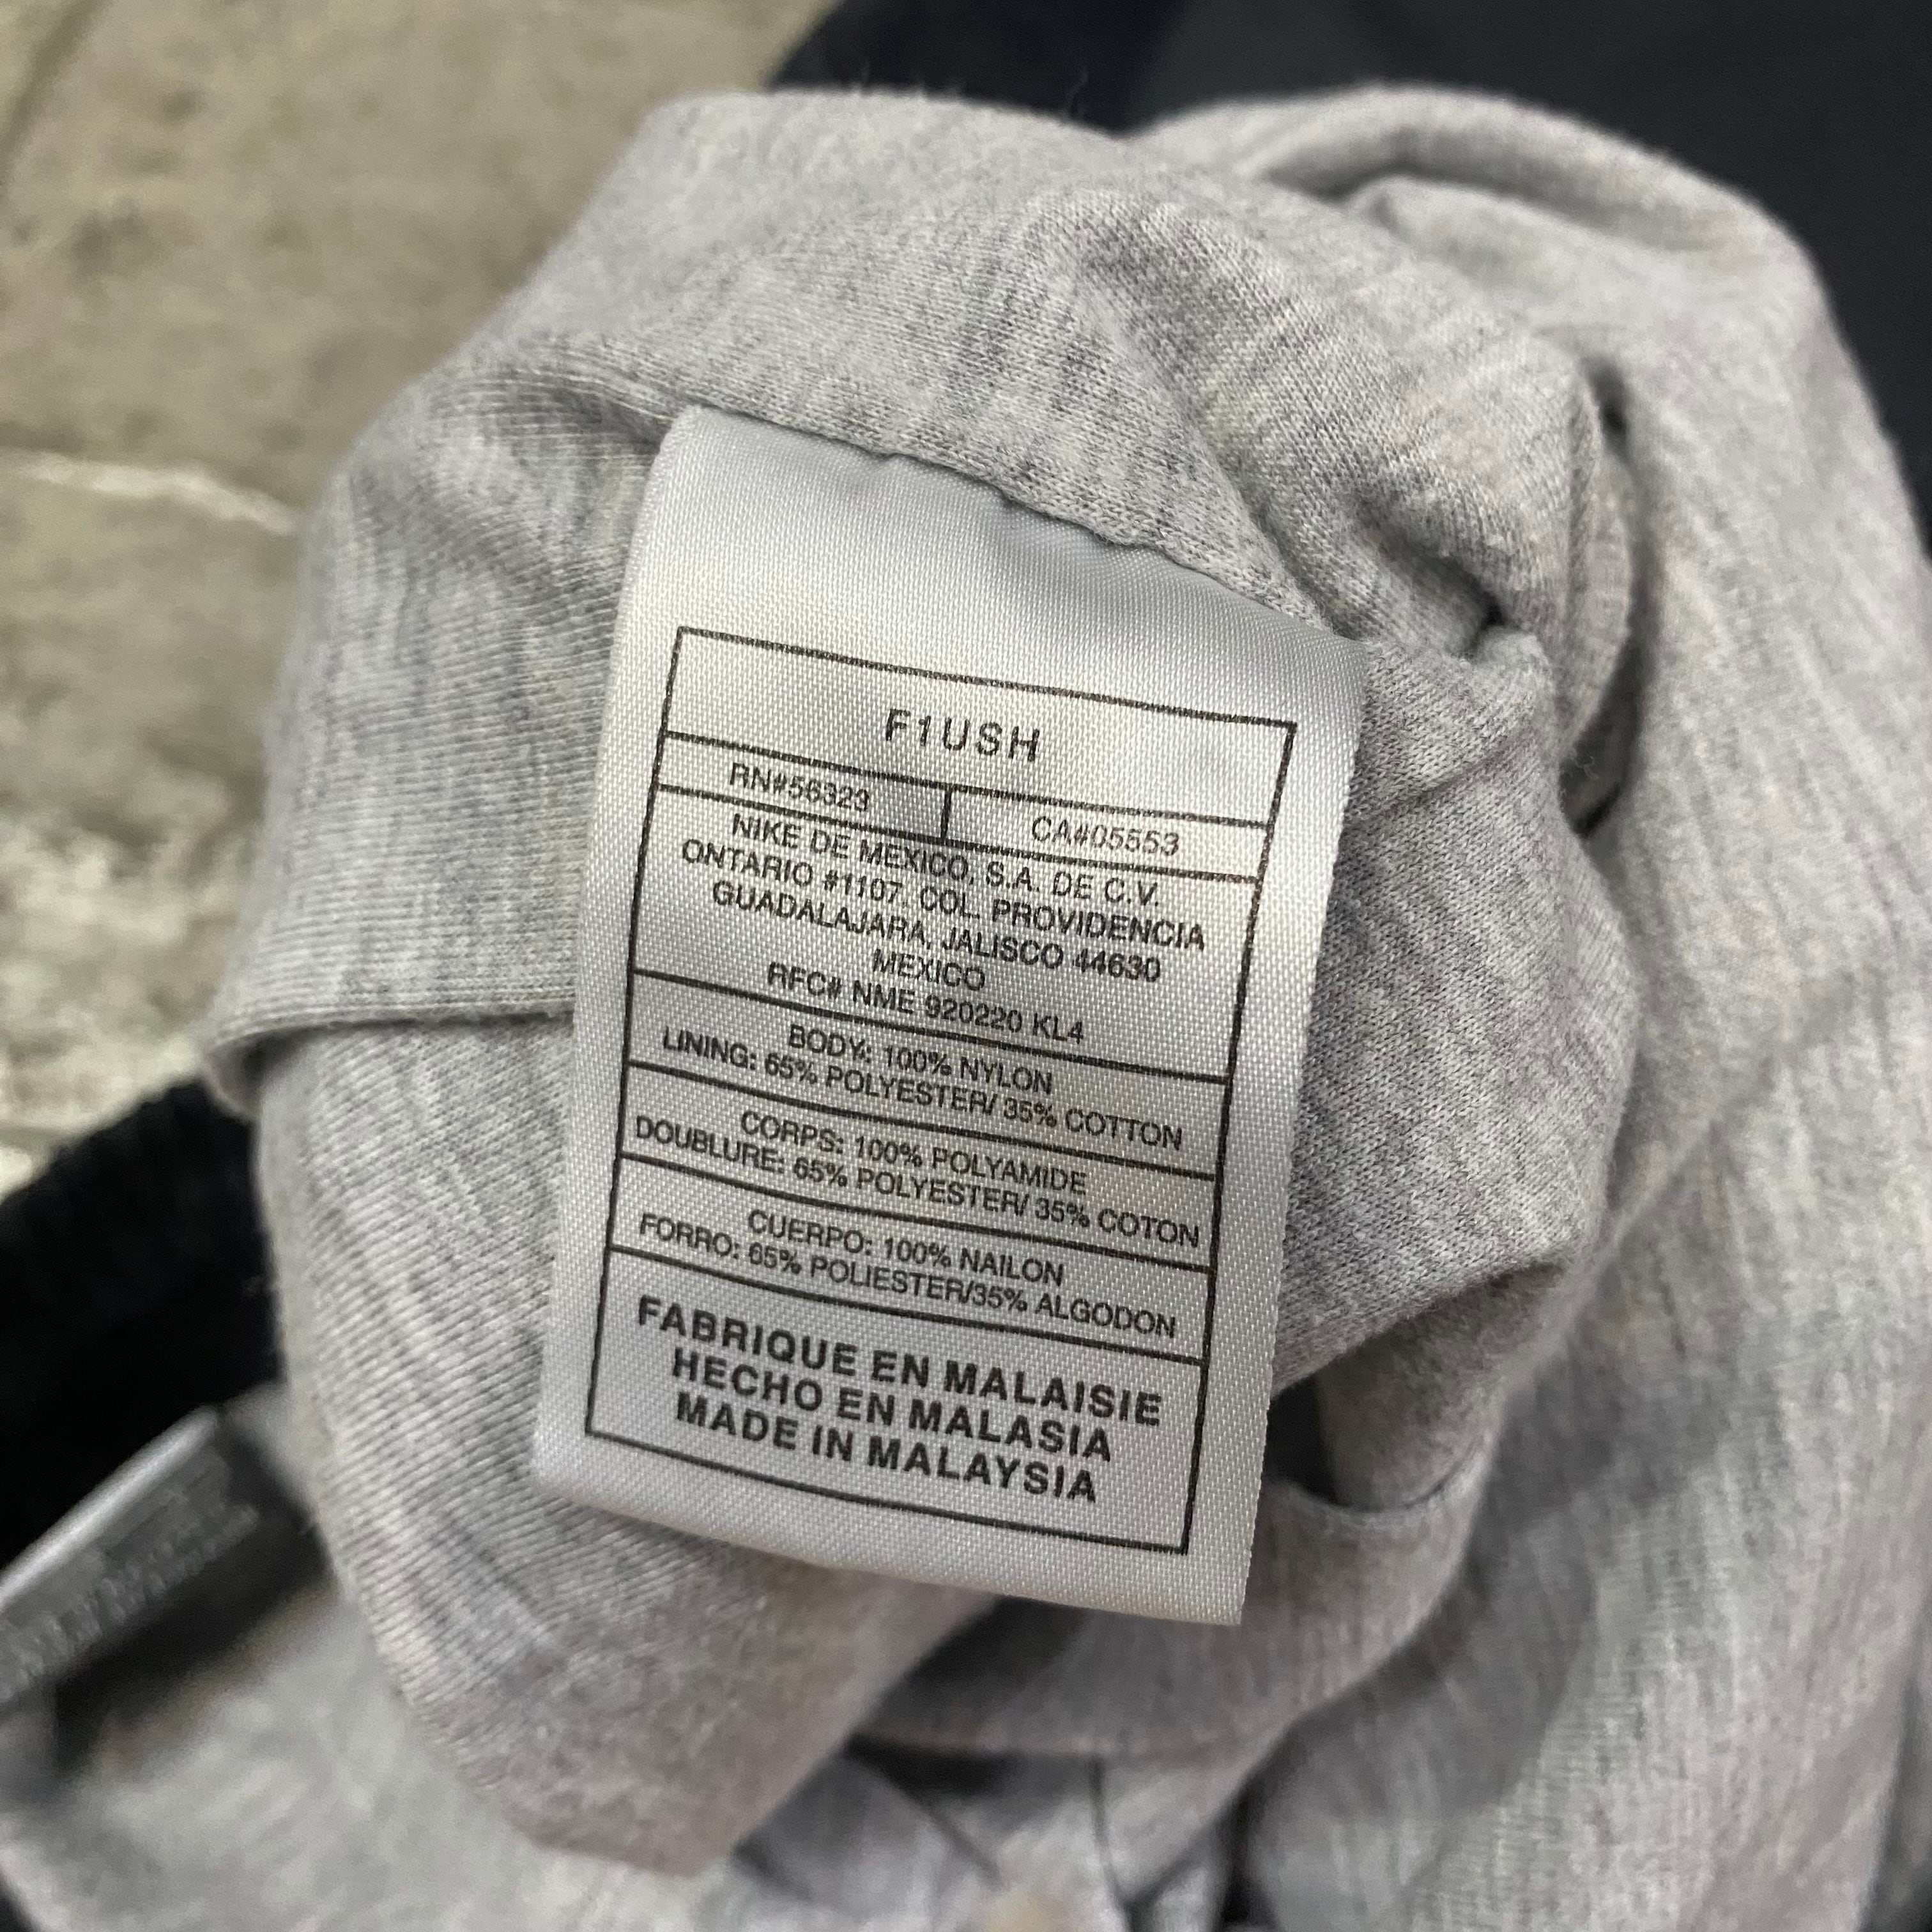 F1USH
RN#56323
CA#05553
NIKE DE MEXICO, S.A. DE C.V.
ONTARIO #1107. COL. PROVIDENCIA
GUADALAJARA, JALISCO 44630
MEXICO
RFC# NME 920220 KL4
BODY: 100% NYLON
LINING: 65% POLYESTER/ 35% COTTON
CORPS: 100% POLYAMIDE
DOUBLURE: 65% POLYESTER/ 35% COTON
CUERPO: 100% NAILON
FORRO: 65% POLIESTER/35% ALGODON
FABRIQUE EN MALAISIE
HECHO EN MALASIA
MADE IN MALAYSIA